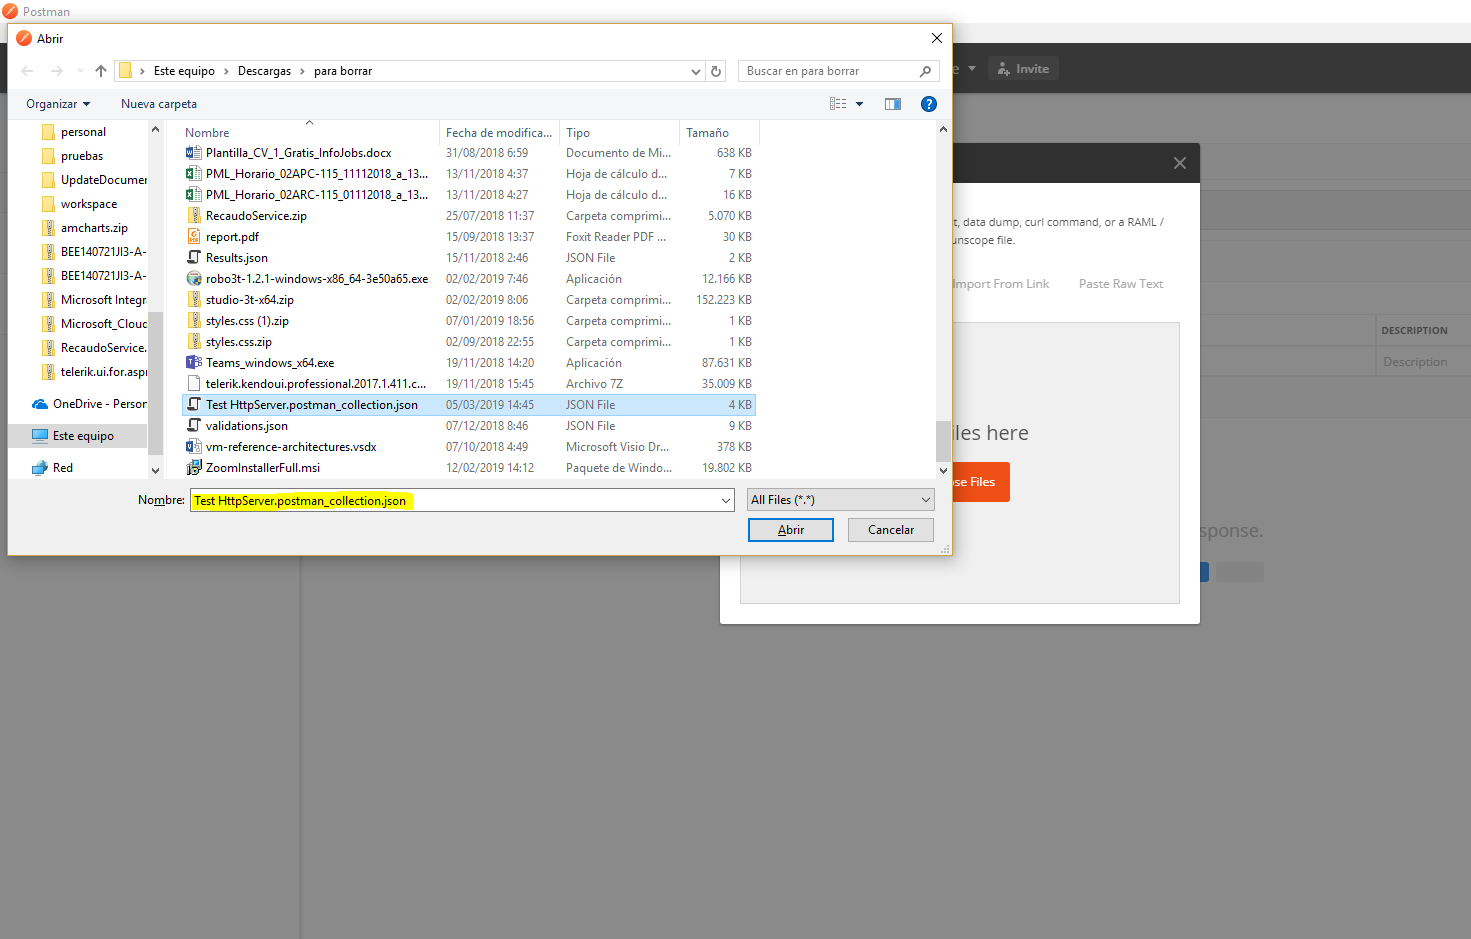 Postman
Abrir
Este equipo › Descargas › para borrar
Buscar en para borrar
Invite
Organizar
Nueva carpeta
Nombre Fecha de modifica... Tipo Tamaño
personal
pruebas
UpdateDocumen
workspace
amcharts.zip
BEE140721JI3-A-
BEE140721JI3-A-
Microsoft Integra
Microsoft_Cloud
RecaudoService.
telerik.ui.for.aspn
OneDrive - Person
Este equipo
Red
Plantilla_CV_1_Gratis_InfoJobs.docx 31/08/2018 6:59 Documento de Mi... 638 KB
PML_Horario_02APC-115_11112018_a_13... 13/11/2018 4:37 Hoja de cálculo d... 7 KB
PML_Horario_02ARC-115_01112018_a_13... 13/11/2018 4:27 Hoja de cálculo d... 16 KB
RecaudoService.zip 25/07/2018 11:37 Carpeta comprimi... 5.070 KB
report.pdf 15/09/2018 13:37 Foxit Reader PDF ... 30 KB
Results.json 15/11/2018 2:46 JSON File 2 KB
robo3t-1.2.1-windows-x86_64-3e50a65.exe 02/02/2019 7:46 Aplicación 12.166 KB
studio-3t-x64.zip 02/02/2019 8:06 Carpeta comprimi... 152.223 KB
styles.css (1).zip 07/01/2019 18:56 Carpeta comprimi... 1 KB
styles.css.zip 02/09/2018 22:55 Carpeta comprimi... 1 KB
Teams_windows_x64.exe 19/11/2018 14:20 Aplicación 87.631 KB
telerik.kendoui.professional.2017.1.411.c... 19/11/2018 15:45 Archivo 7Z 35.009 KB
Test HttpServer.postman_collection.json 05/03/2019 14:45 JSON File 4 KB
validations.json 07/12/2018 8:46 JSON File 9 KB
vm-reference-architectures.vsdx 07/10/2018 4:49 Microsoft Visio Dr... 378 KB
ZoomInstallerFull.msi 12/02/2019 14:12 Paquete de Windo... 19.802 KB
Nombre: Test HttpServer.postman_collection.json All Files (*.*)
Abrir Cancelar
t, data dump, curl command, or a RAML /
unscope file.
Import From Link Paste Raw Text
DESCRIPTION
Description
iles here
se Files
sponse.